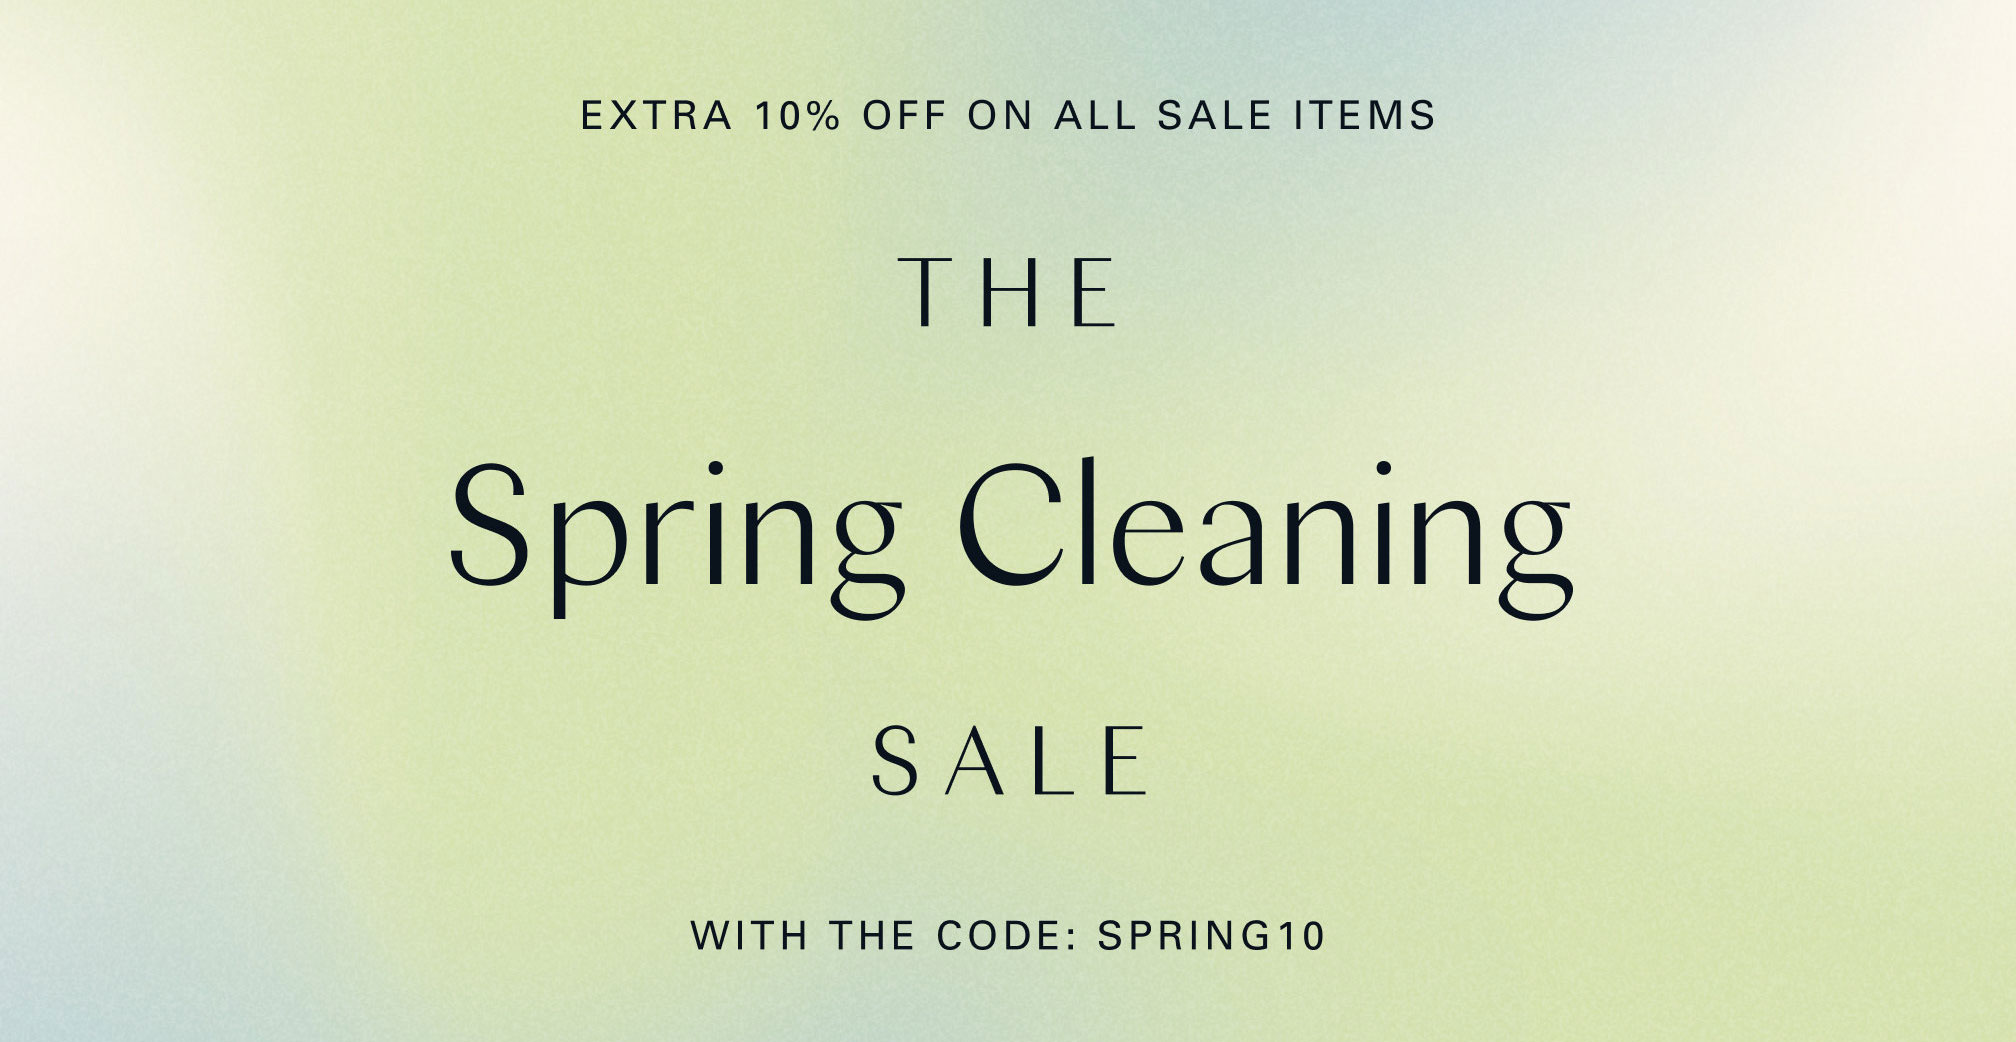 EXTRA 10% OFF ON ALL SALE ITEMS
THE
Spring Cleaning
SALE
WITH THE CODE: SPRING10